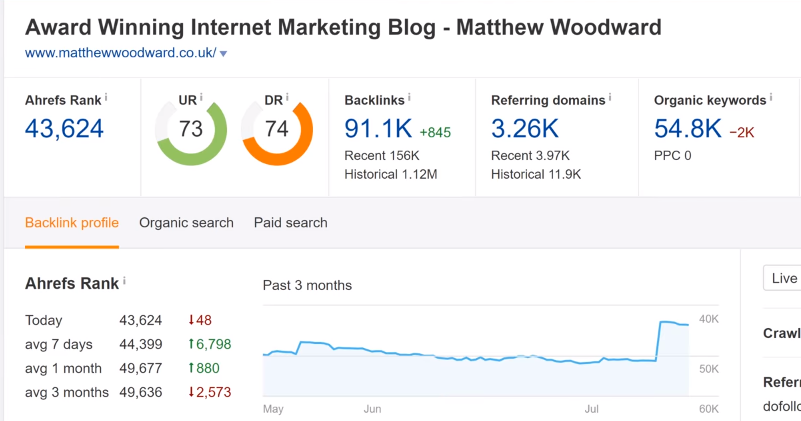 Award Winning Internet Marketing Blog - Matthew Woodward
www.matthewwoodward.co.uk/
Ahrefs Rank i
43,624
UR i
73
DR i
74
Backlinks i
91.1K +845
Recent 156K
Historical 1.12M
Referring domains i
3.26K
Recent 3.97K
Historical 11.9K
Organic keywords i
54.8K −2K
PPC 0
Backlink profile Organic search Paid search
Ahrefs Rank i
Today 43,624 ↓48
avg 7 days 44,399 ↑6,798
avg 1 month 49,677 ↑880
avg 3 months 49,636 ↓2,573
Past 3 months
40K
50K
60K
May Jun Jul
Live
Crawl
Referr
dofollo